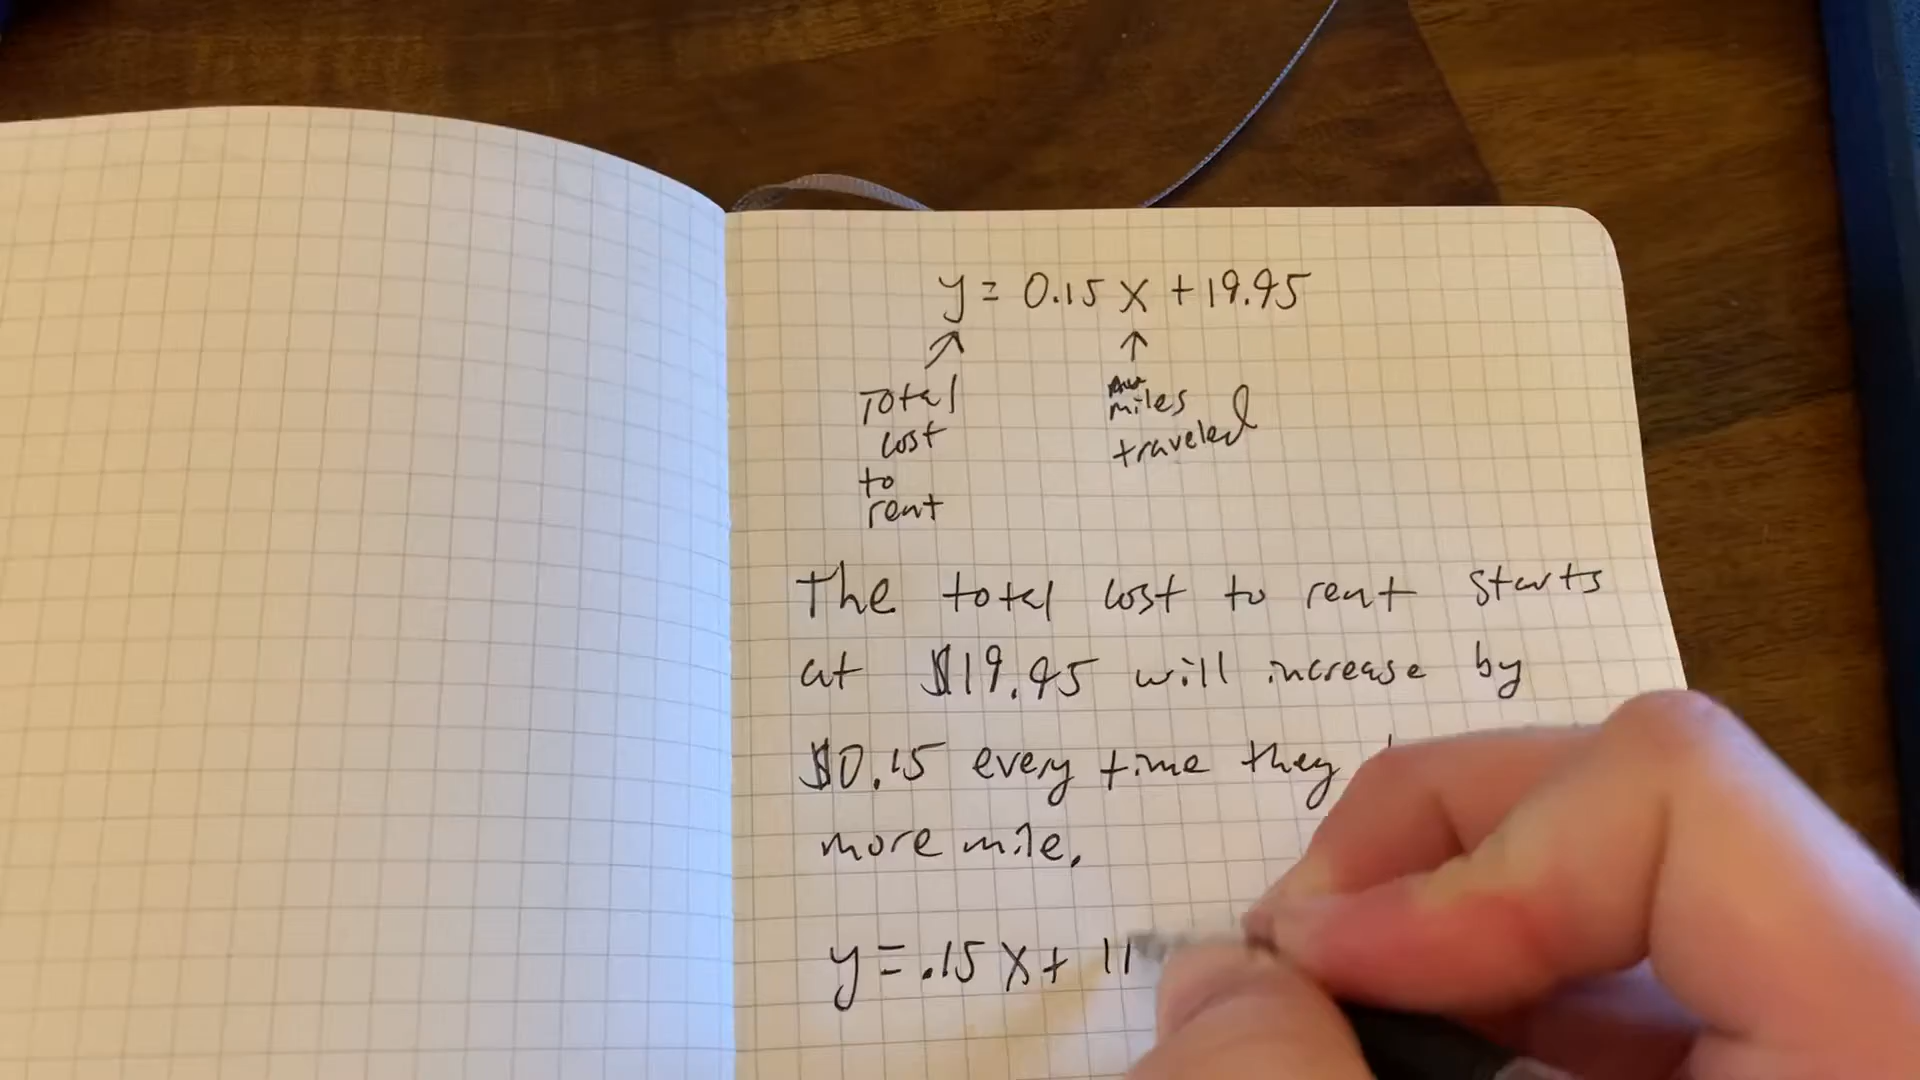 y = 0.15 x + 19.95
Total
cost
to
rent
miles
traveled
The total cost to rent starts
at $19.95 will increase by
$0.15 every time they
more mile.
y = .15 x + 11